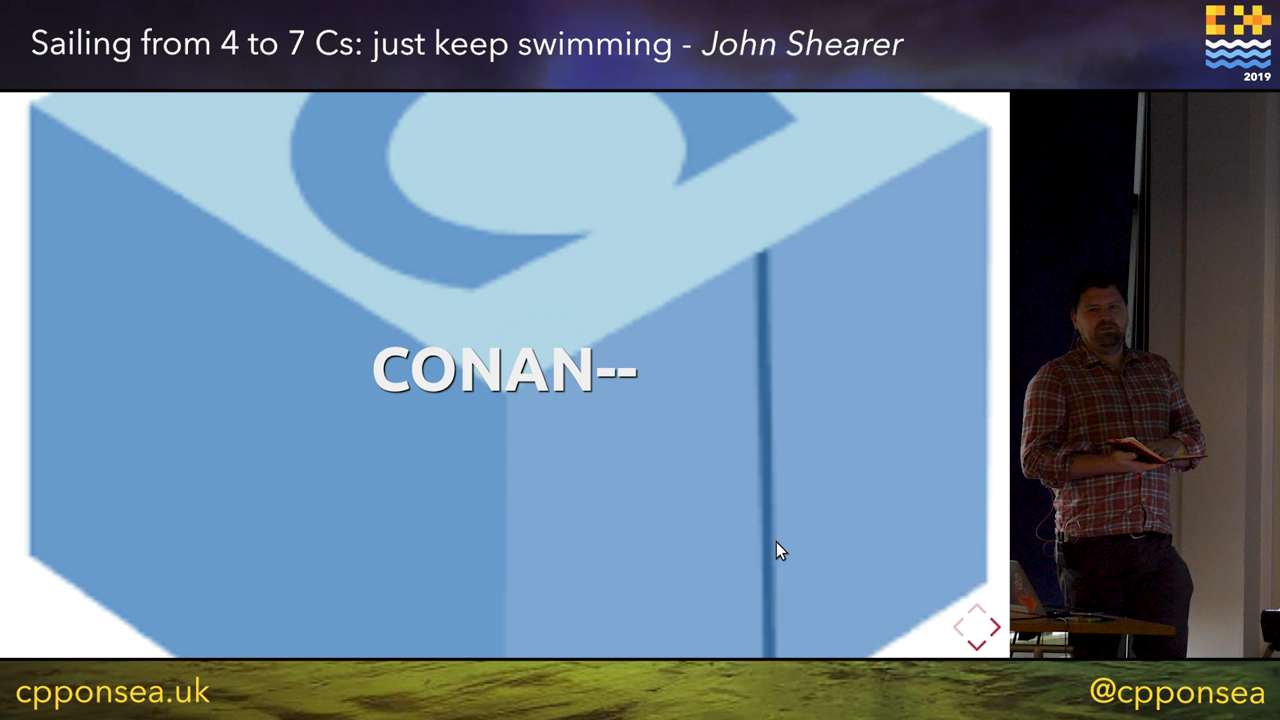 Sailing from 4 to 7 Cs: just keep swimming - John Shearer
2019
CONAN--
cpponsea.uk
@cpponsea